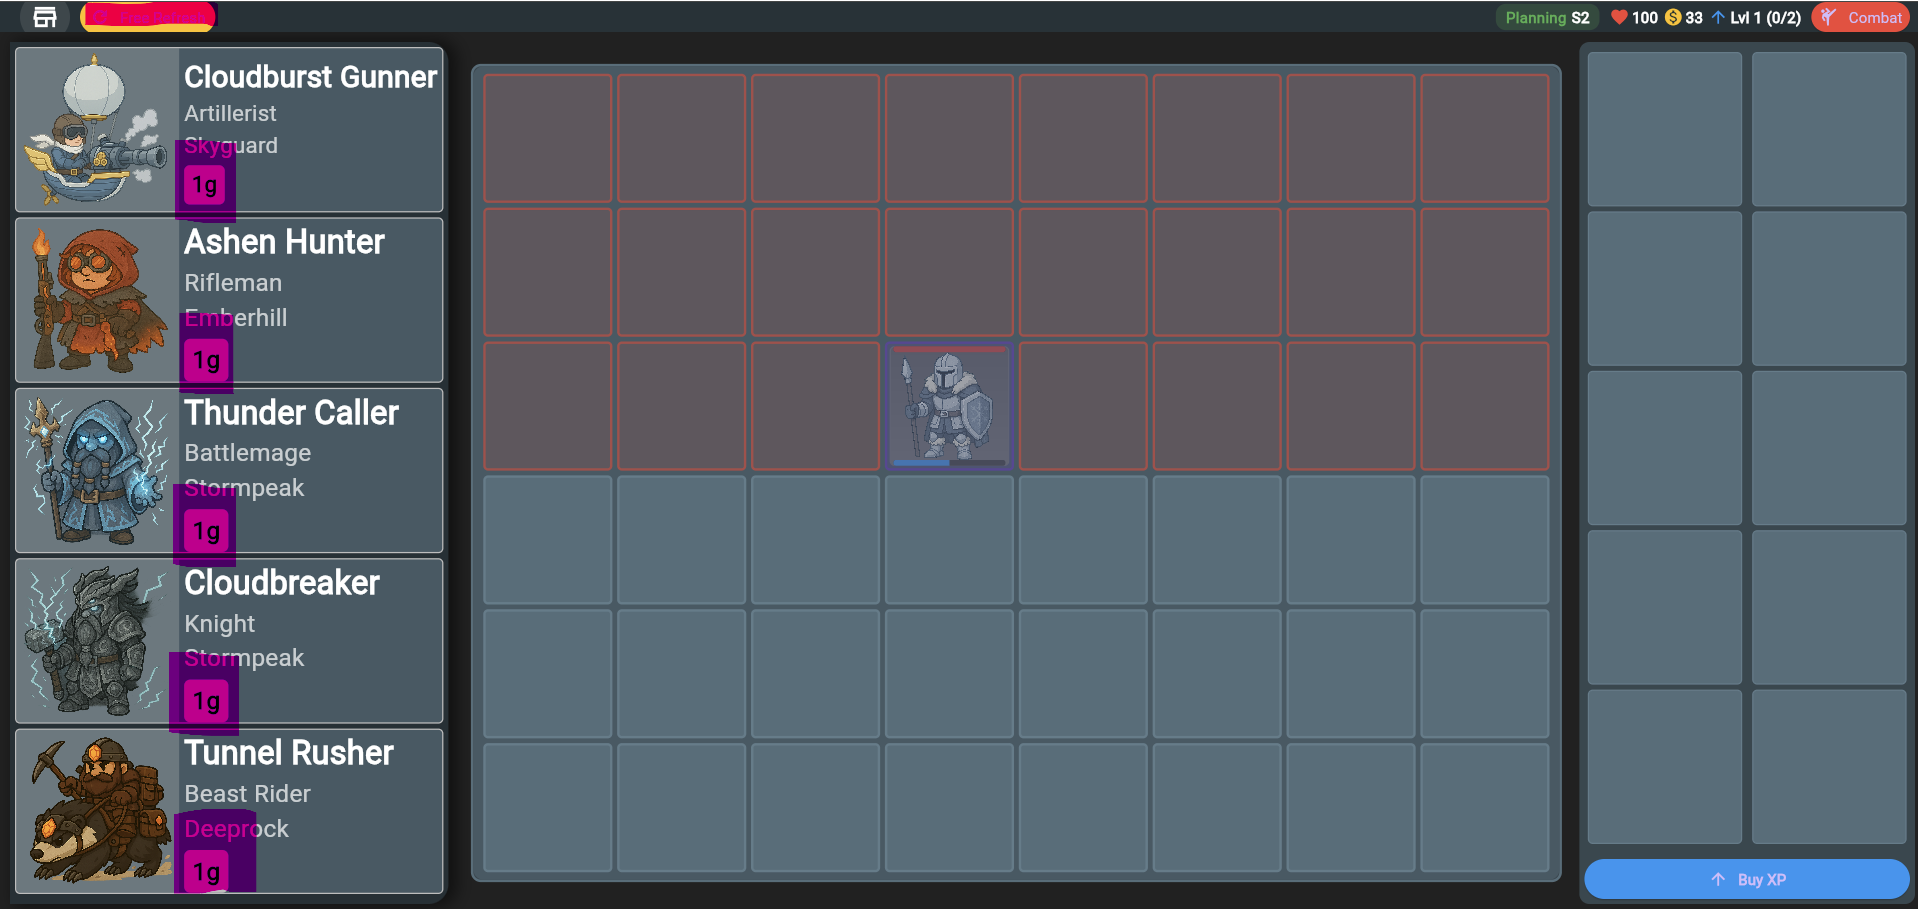 Planning S2 100 33 Lvl 1 (0/2) Combat
Cloudburst Gunner
Artillerist
Skyguard
1g
Ashen Hunter
Rifleman
Emberhill
1g
Thunder Caller
Battlemage
Stormpeak
1g
Cloudbreaker
Knight
Stormpeak
1g
Tunnel Rusher
Beast Rider
Deeprock
1g
Buy XP